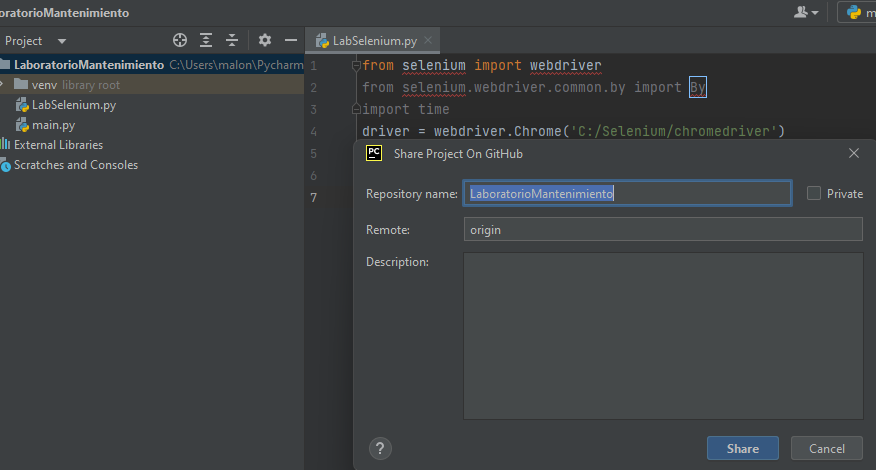 oratorioMantenimiento
m
Project
LabSelenium.py
LaboratorioMantenimiento C:\Users\malon\Pycharm
venv library root
LabSelenium.py
main.py
External Libraries
Scratches and Consoles
1 from selenium import webdriver
2 from selenium.webdriver.common.by import By
3 import time
4 driver = webdriver.Chrome('C:/Selenium/chromedriver')
5
6
7
PC Share Project On GitHub
Repository name: LaboratorioMantenimiento Private
Remote: origin
Description:
? Share Cancel